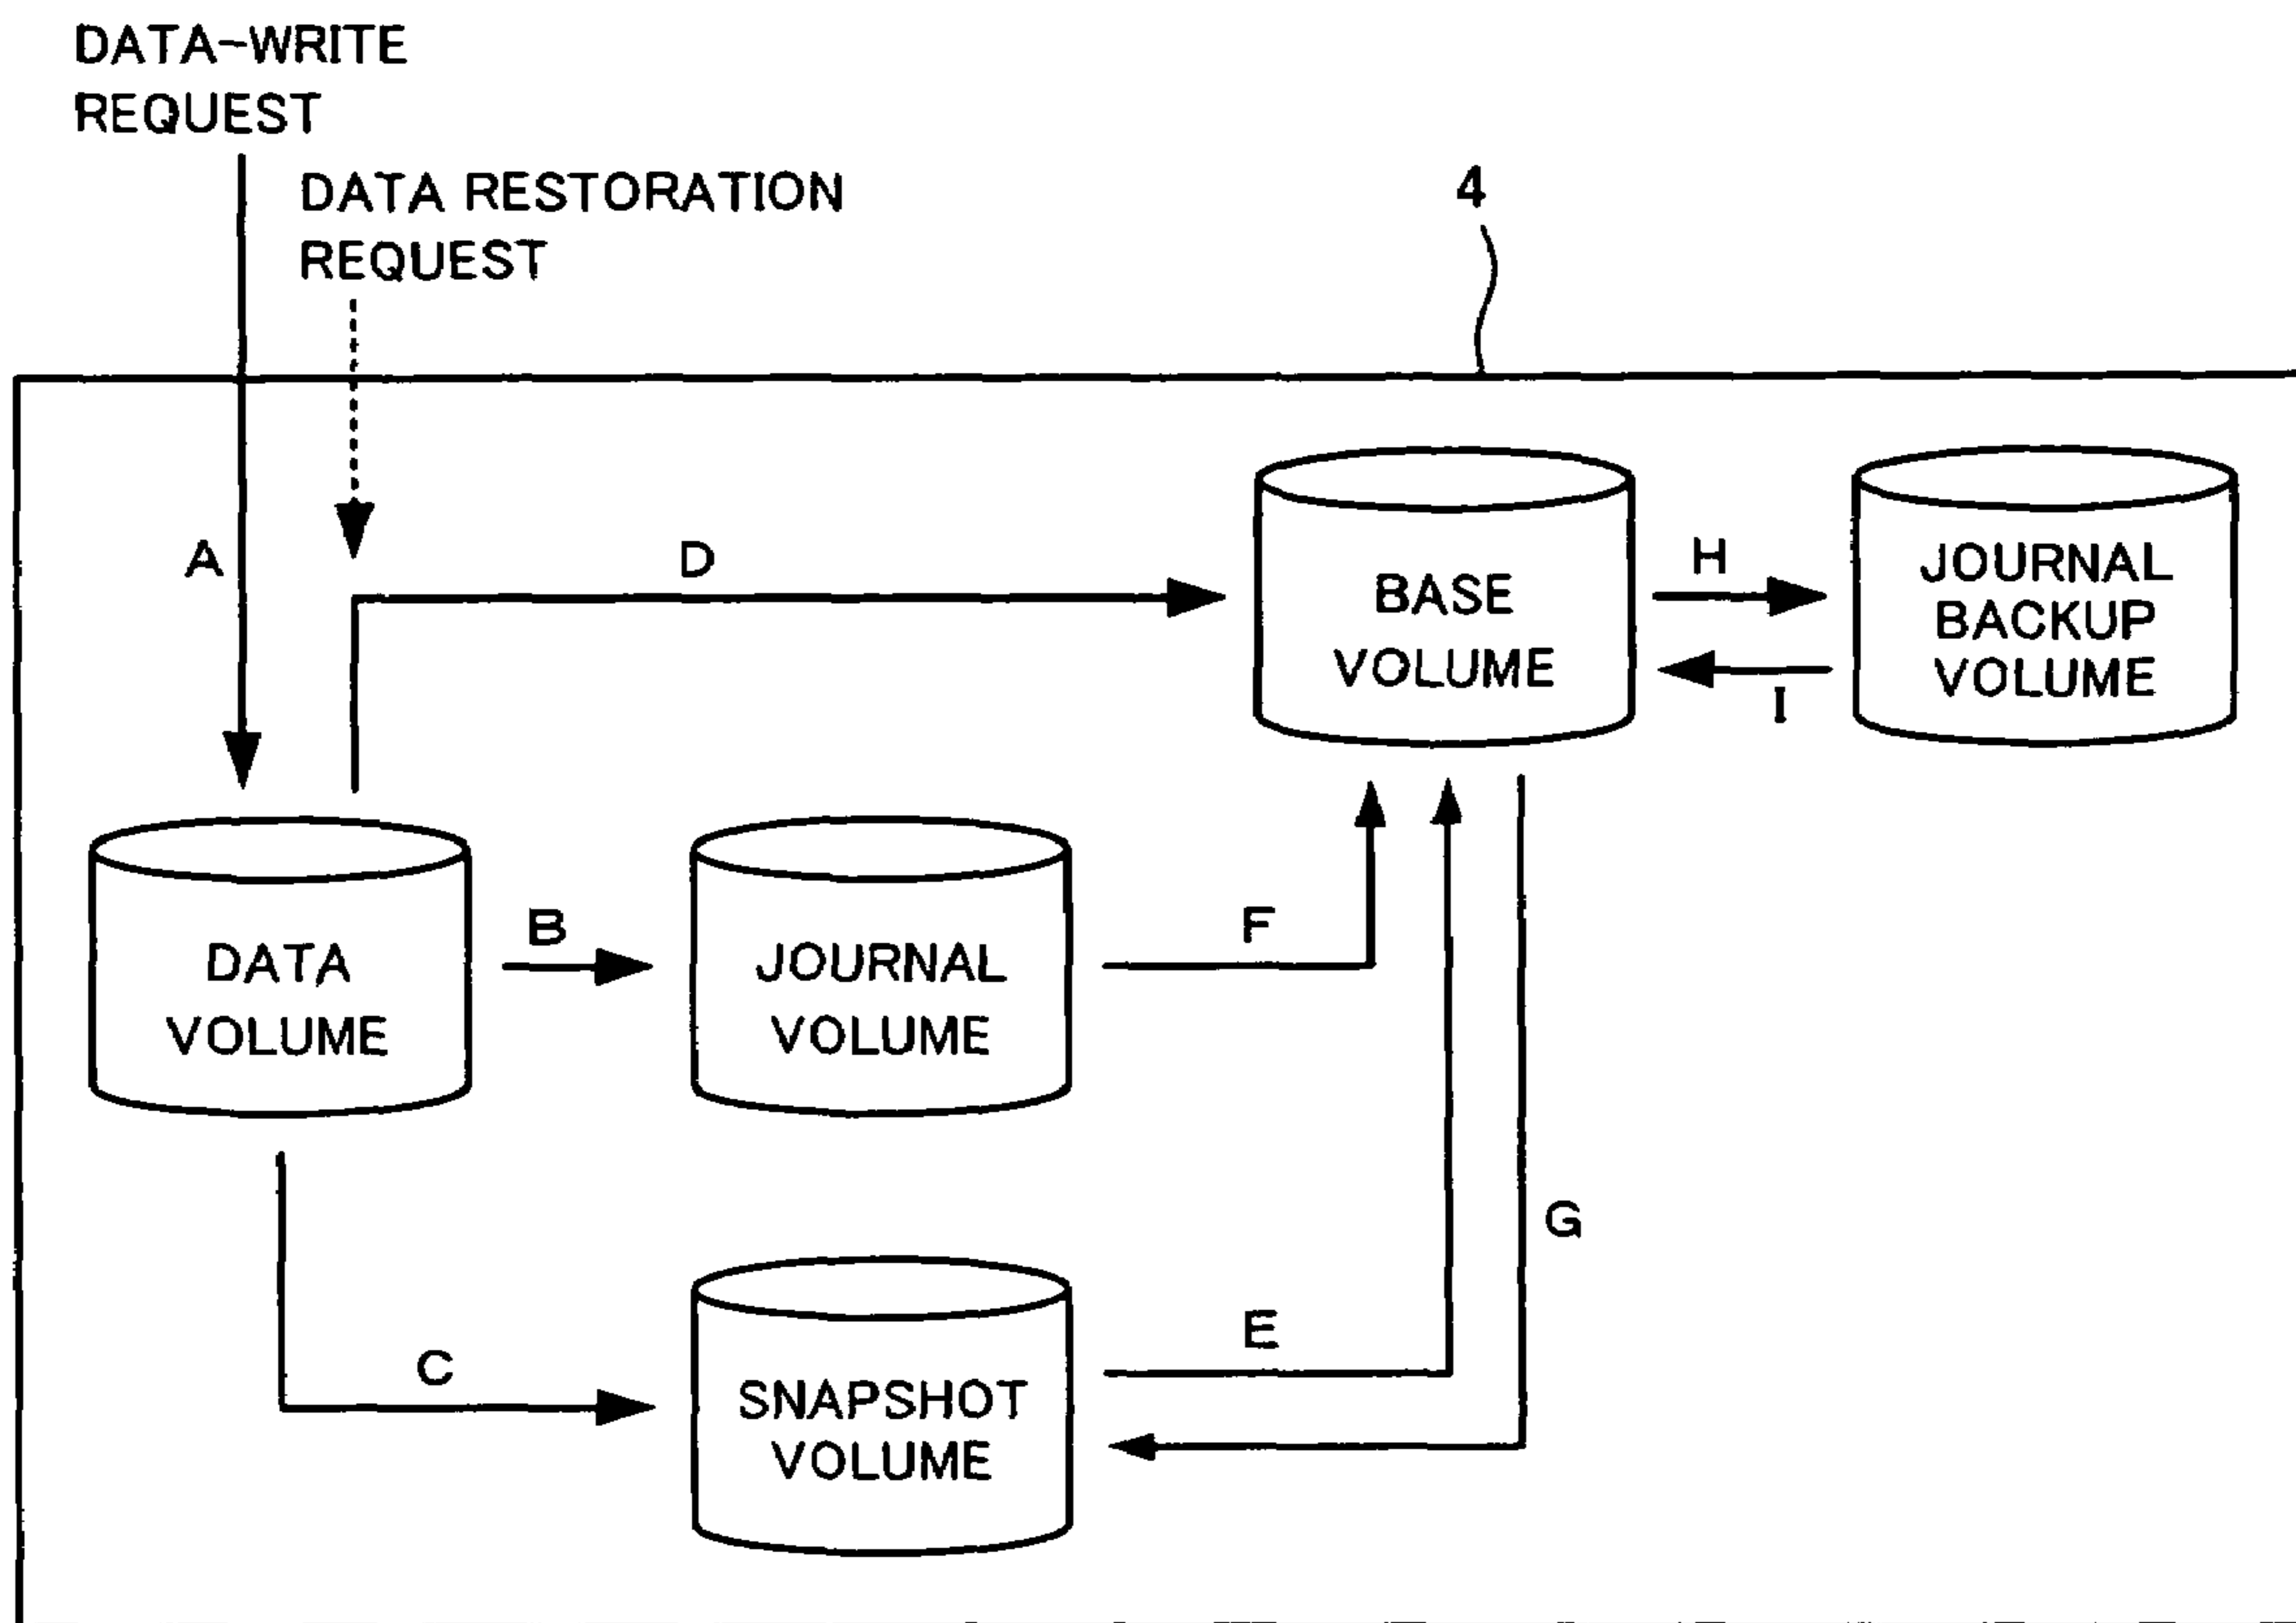 DATA-WRITE
REQUEST
DATA RESTORATION
REQUEST
4
A
D
BASE
VOLUME
H
I
JOURNAL
BACKUP
VOLUME
DATA
VOLUME
B
JOURNAL
VOLUME
F
G
C
SNAPSHOT
VOLUME
E